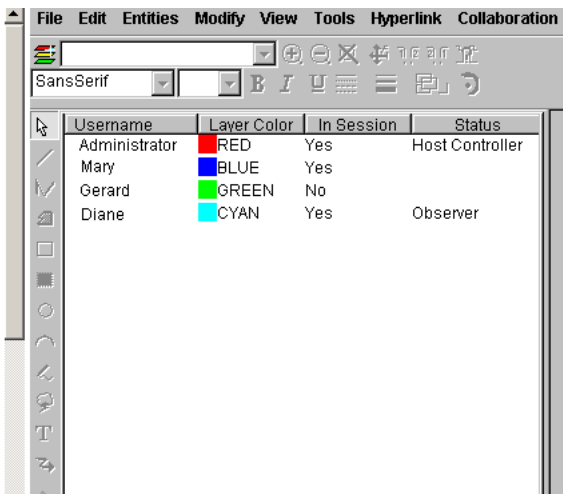 File Edit Entities Modify View Tools Hyperlink Collaboration
SansSerif B I U
Username Layer Color In Session Status
Administrator RED Yes Host Controller
Mary BLUE Yes
Gerard GREEN No
Diane CYAN Yes Observer
T